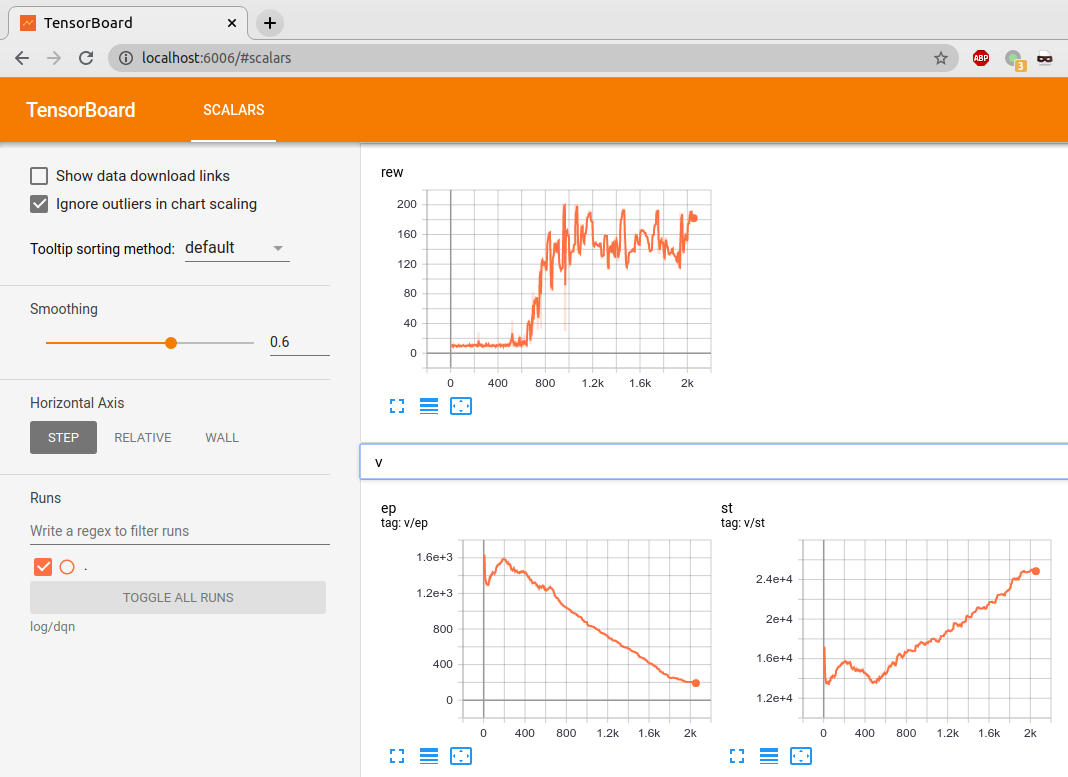 TensorBoard
localhost:6006/#scalars
ABP
3
TensorBoard
SCALARS
Show data download links
Ignore outliers in chart scaling
Tooltip sorting method: default
Smoothing
0.6
Horizontal Axis
STEP RELATIVE WALL
Runs
Write a regex to filter runs
.
TOGGLE ALL RUNS
log/dqn
rew
200
160
120
80
40
0
0 400 800 1.2k 1.6k 2k
v
ep
tag: v/ep
1.6e+3
1.2e+3
800
400
0
0 400 800 1.2k 1.6k 2k
st
tag: v/st
2.4e+4
2e+4
1.6e+4
1.2e+4
0 400 800 1.2k 1.6k 2k